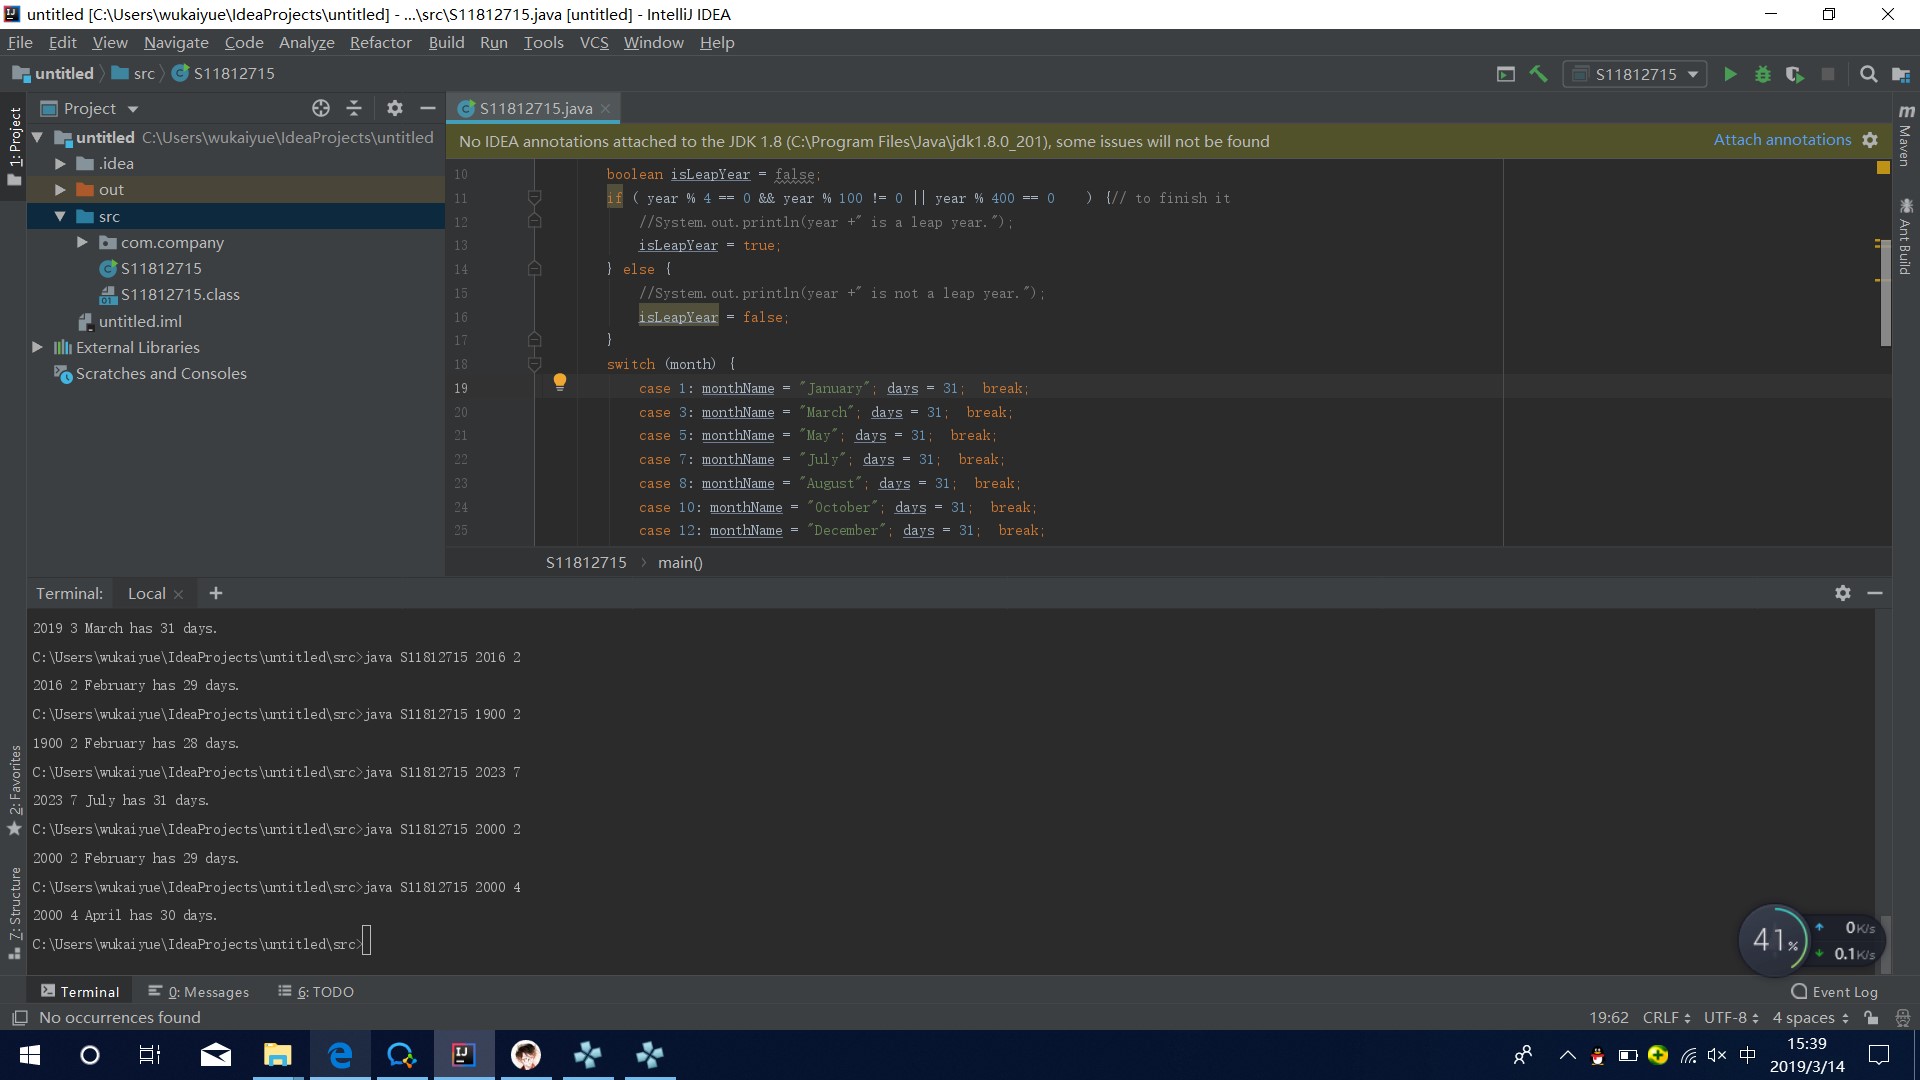 untitled [C:\Users\wukaiyue\IdeaProjects\untitled] - ...\src\S11812715.java [untitled] - IntelliJ IDEA
File Edit View Navigate Code Analyze Refactor Build Run Tools VCS Window Help
untitled src S11812715
S11812715
1: Project
Project
S11812715.java
untitled C:\Users\wukaiyue\IdeaProjects\untitled
.idea
out
src
com.company
S11812715
S11812715.class
untitled.iml
External Libraries
Scratches and Consoles
No IDEA annotations attached to the JDK 1.8 (C:\Program Files\Java\jdk1.8.0_201), some issues will not be found
Attach annotations
Maven
Ant Build
10 boolean isLeapYear = false;
11 if ( year % 4 == 0 && year % 100 != 0 || year % 400 == 0 ) {// to finish it
12 //System.out.println(year +" is a leap year.");
13 isLeapYear = true;
14 } else {
15 //System.out.println(year +" is not a leap year.");
16 isLeapYear = false;
17 }
18 switch (month) {
19 case 1: monthName = "January"; days = 31; break;
20 case 3: monthName = "March"; days = 31; break;
21 case 5: monthName = "May"; days = 31; break;
22 case 7: monthName = "July"; days = 31; break;
23 case 8: monthName = "August"; days = 31; break;
24 case 10: monthName = "October"; days = 31; break;
25 case 12: monthName = "December"; days = 31; break;
S11812715 main()
Terminal: Local
2019 3 March has 31 days.
C:\Users\wukaiyue\IdeaProjects\untitled\src>java S11812715 2016 2
2016 2 February has 29 days.
C:\Users\wukaiyue\IdeaProjects\untitled\src>java S11812715 1900 2
1900 2 February has 28 days.
C:\Users\wukaiyue\IdeaProjects\untitled\src>java S11812715 2023 7
2023 7 July has 31 days.
C:\Users\wukaiyue\IdeaProjects\untitled\src>java S11812715 2000 2
2000 2 February has 29 days.
C:\Users\wukaiyue\IdeaProjects\untitled\src>java S11812715 2000 4
2000 4 April has 30 days.
C:\Users\wukaiyue\IdeaProjects\untitled\src>
2: Favorites
7: Structure
41%
0K/s
0.1K/s
Terminal 0: Messages 6: TODO
Event Log
No occurrences found
19:62 CRLF UTF-8 4 spaces
中
15:39
2019/3/14